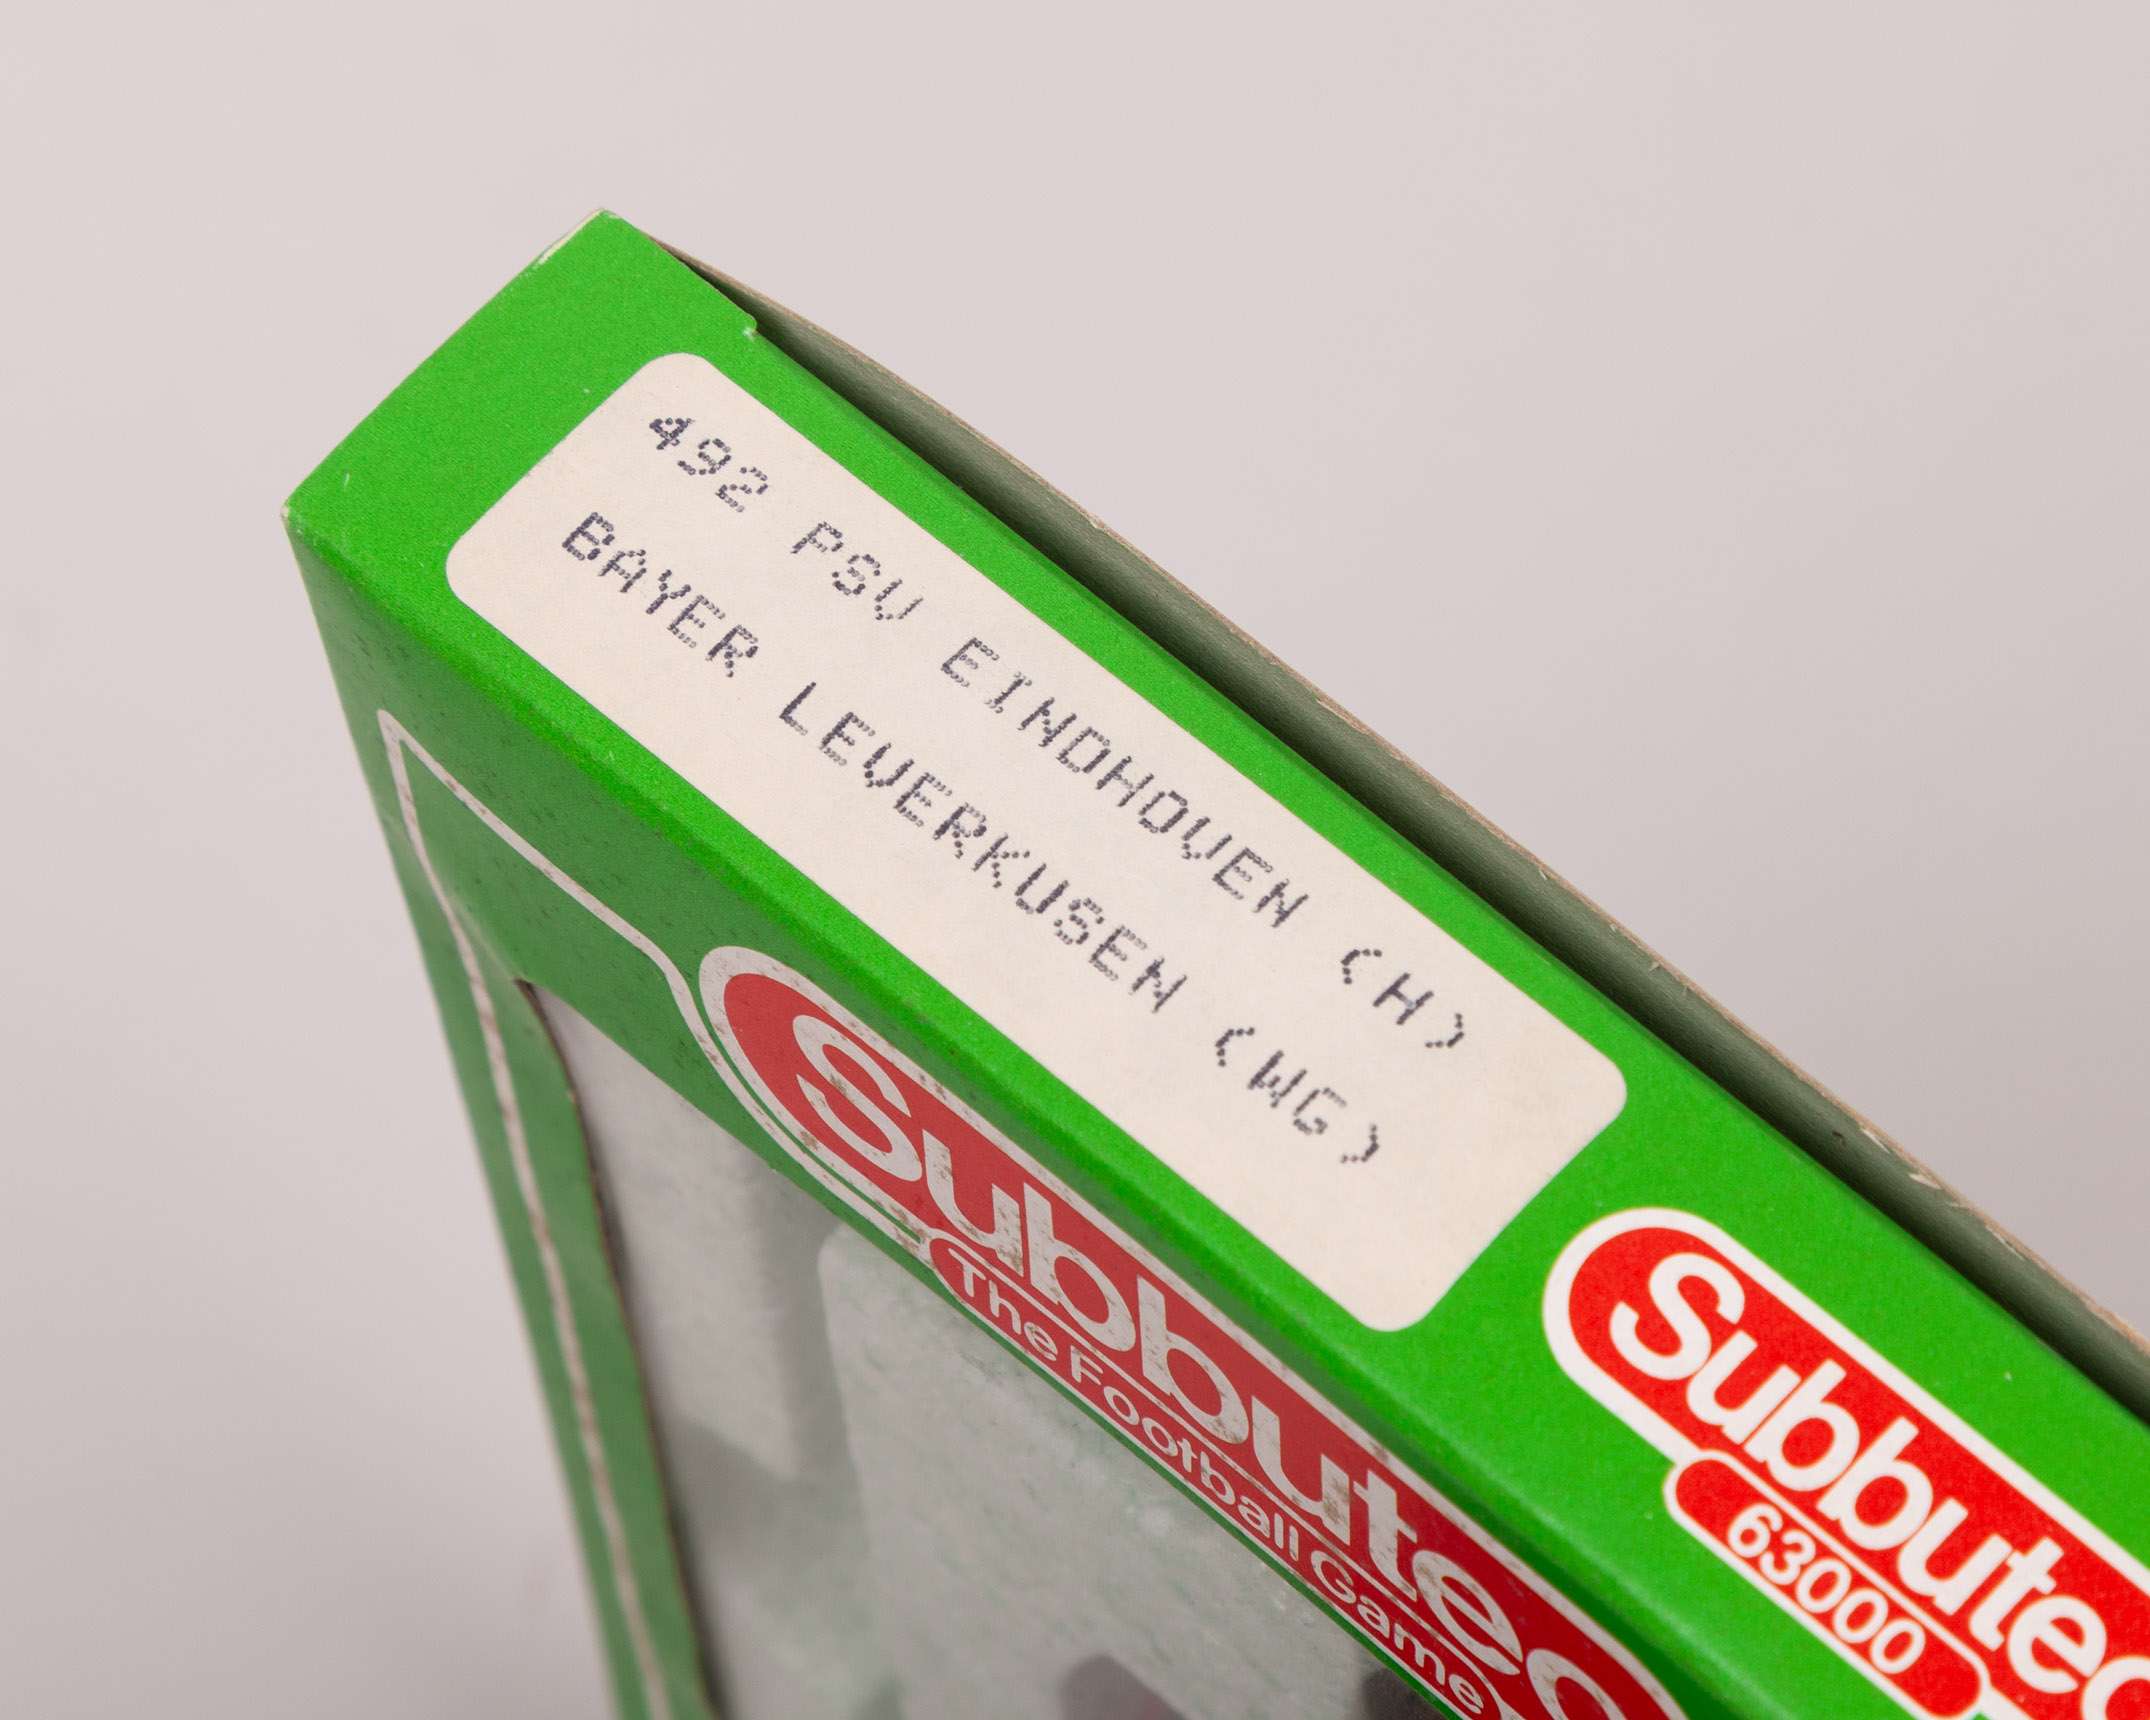 492 PSV EINDHOVEN (H)
BAYER LEVERKUSEN (WG)
Subbuteo
The Football Game
Subbuteo
63000